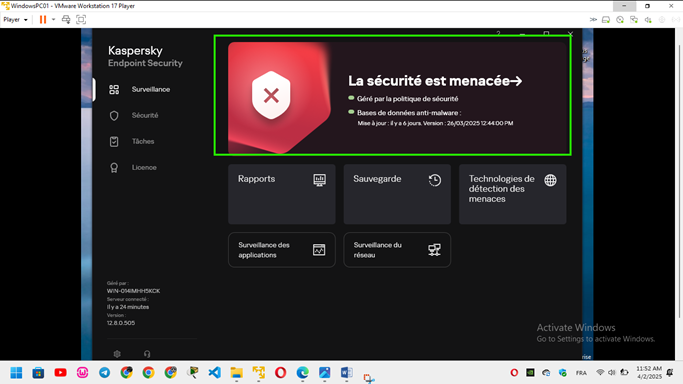 WindowsPC01 - VMware Workstation 17 Player
Player
Kaspersky
Endpoint Security
Surveillance
Sécurité
Tâches
Licence
La sécurité est menacée
Géré par la politique de sécurité
Bases de données anti-malware :
Mise à jour : il y a 6 jours. Version : 26/03/2025 12:44:00 PM
Rapports
Sauvegarde
Technologies de
détection des
menaces
Surveillance des
applications
Surveillance du
réseau
Géré par :
WIN-014IMHH5KCK
Serveur connecté :
Il y a 24 minutes
Version :
12.8.0.505
Activate Windows
Go to Settings to activate Windows.
FRA
11:52 AM
4/2/2025